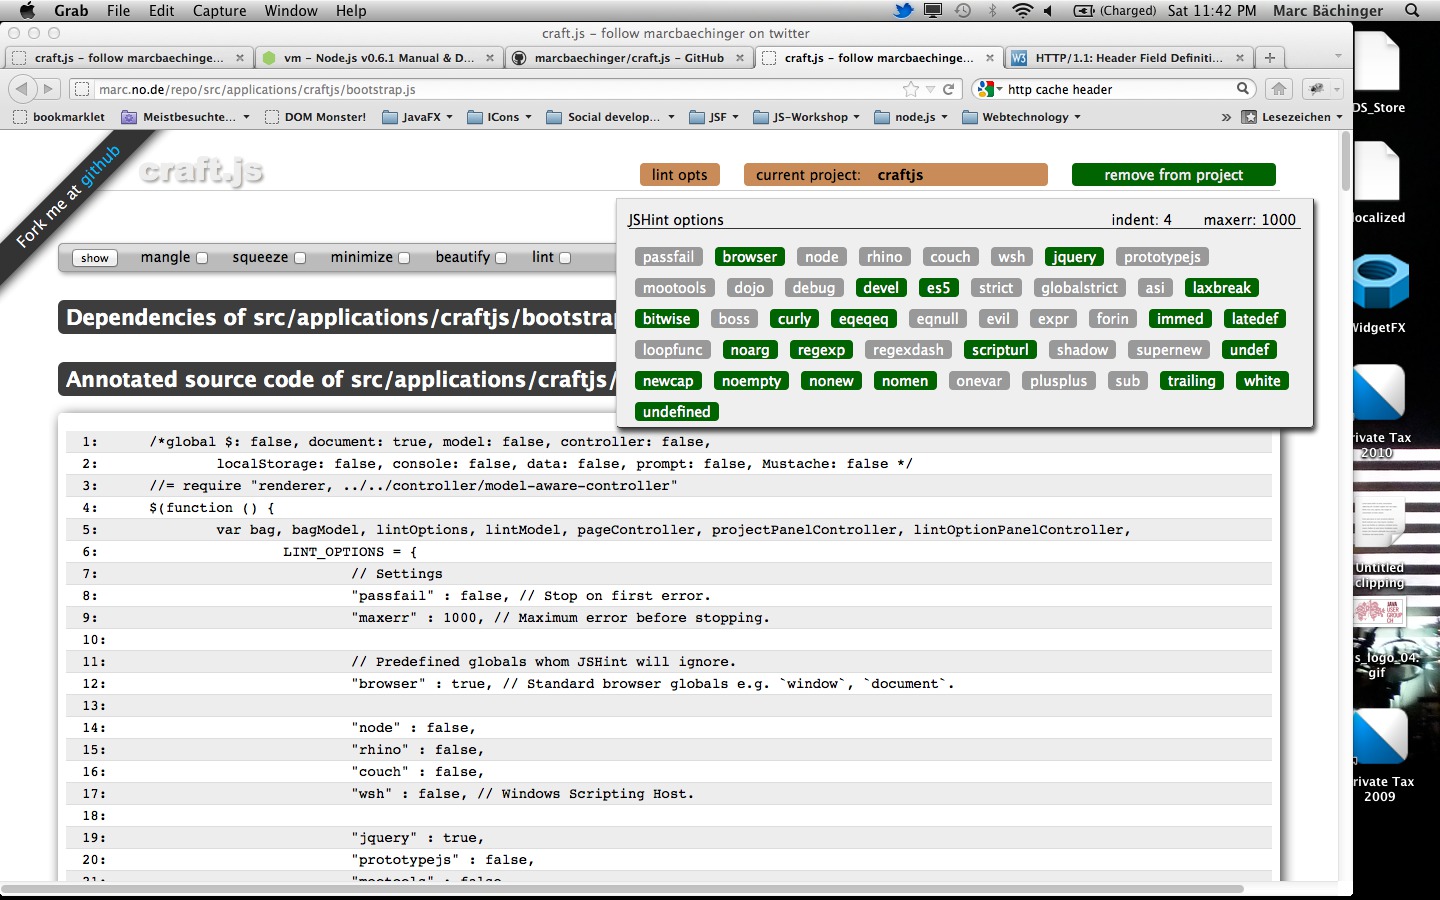 Grab File Edit Capture Window Help (Charged) Sat 11:42 PM Marc Bächinger
craft.js – follow marcbaechinger on twitter
craft.js – follow marcbaechinge... vm – Node.js v0.6.1 Manual & D... marcbaechinger/craft.js – GitHub craft.js – follow marcbaechinge... HTTP/1.1: Header Field Definiti...
marc.no.de/repo/src/applications/craftjs/bootstrap.js http cache header
bookmarklet Meistbesuchte... DOM Monster! JavaFX ICons Social develop... JSF JS-Workshop node.js Webtechnology » Lesezeichen
Fork me at github
craft.js
lint opts current project: craftjs remove from project
JSHint options indent: 4 maxerr: 1000
show mangle squeeze minimize beautify lint
passfail browser node rhino couch wsh jquery prototypejs
mootools dojo debug devel es5 strict globalstrict asi laxbreak
bitwise boss curly eqeqeq eqnull evil expr forin immed latedef
loopfunc noarg regexp regexdash scripturl shadow supernew undef
newcap noempty nonew nomen onevar plusplus sub trailing white
undefined
Dependencies of src/applications/craftjs/bootstrap
Annotated source code of src/applications/craftjs/
1: /*global $: false, document: true, model: false, controller: false,
2: localStorage: false, console: false, data: false, prompt: false, Mustache: false */
3: //= require "renderer, ../../controller/model-aware-controller"
4: $(function () {
5: var bag, bagModel, lintOptions, lintModel, pageController, projectPanelController, lintOptionPanelController,
6: LINT_OPTIONS = {
7: // Settings
8: "passfail" : false, // Stop on first error.
9: "maxerr" : 1000, // Maximum error before stopping.
10:
11: // Predefined globals whom JSHint will ignore.
12: "browser" : true, // Standard browser globals e.g. `window`, `document`.
13:
14: "node" : false,
15: "rhino" : false,
16: "couch" : false,
17: "wsh" : false, // Windows Scripting Host.
18:
19: "jquery" : true,
20: "prototypejs" : false,
21: "mootools" : false,
DS_Store
localized
WidgetFX
rivate Tax
2010
Untitled
clipping
JAVA
USER
GROUP
CH
s_logo_04.
gif
rivate Tax
2009